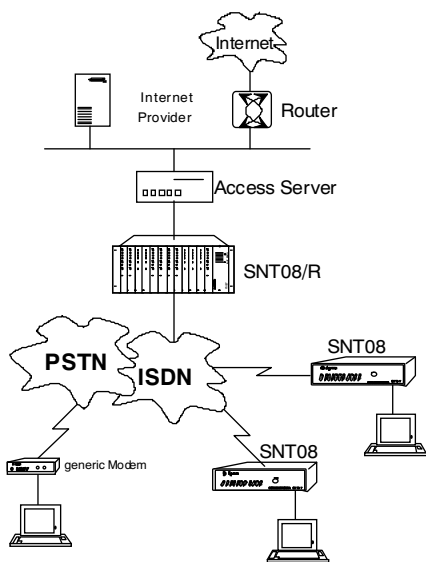 Internet
Internet
Provider
Router
Access Server
SNT08/R
PSTN
ISDN
SNT08
SNT08
generic Modem